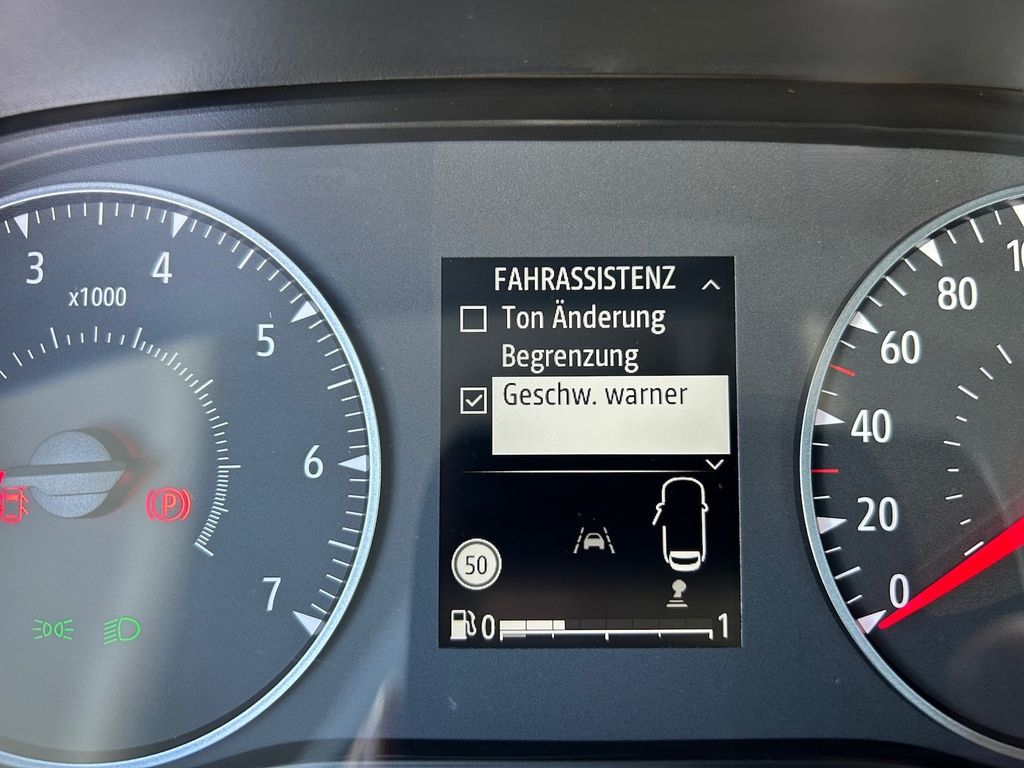 3
4
x1000
5
6
7
P
FAHRASSISTENZ
Ton Änderung
Begrenzung
Geschw. warner
50
0
1
80
60
40
20
0